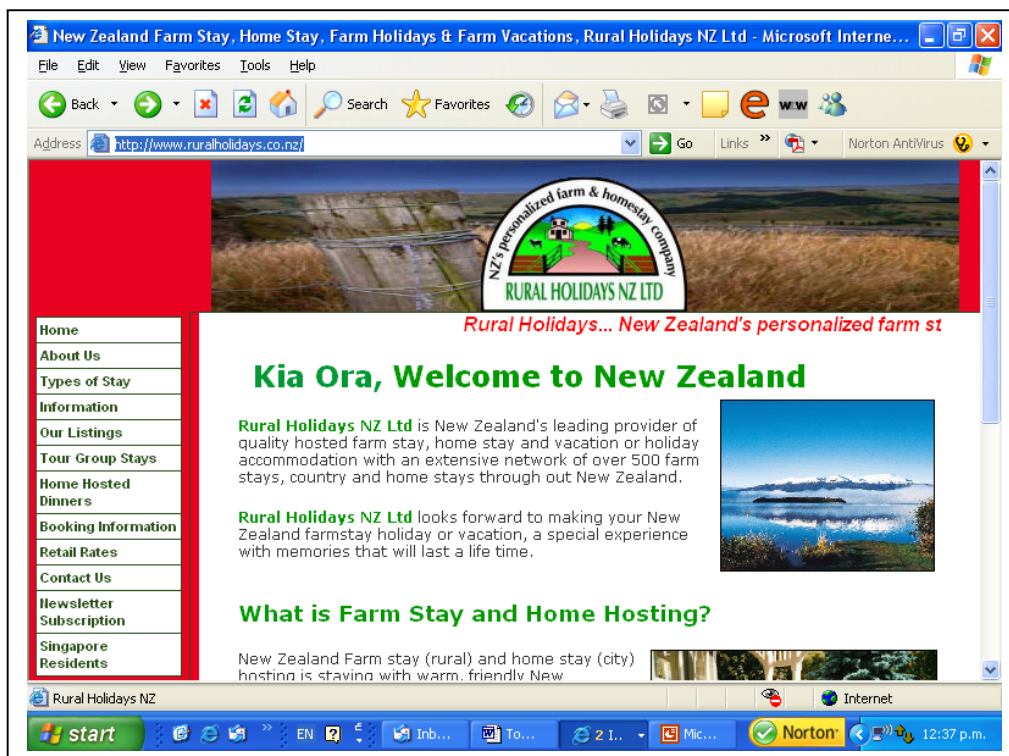 New Zealand Farm Stay, Home Stay, Farm Holidays & Farm Vacations, Rural Holidays NZ Ltd - Microsoft Interne...
File Edit View Favorites Tools Help
Back Search Favorites
Address http://www.ruralholidays.co.nz/ Go Links » Norton AntiVirus
NZ's personalized farm & homestay company
RURAL HOLIDAYS NZ LTD
Rural Holidays... New Zealand's personalized farm st
Home
About Us
Types of Stay
Information
Our Listings
Tour Group Stays
Home Hosted
Dinners
Booking Information
Retail Rates
Contact Us
Newsletter
Subscription
Singapore
Residents
Kia Ora, Welcome to New Zealand
Rural Holidays NZ Ltd is New Zealand's leading provider of
quality hosted farm stay, home stay and vacation or holiday
accommodation with an extensive network of over 500 farm
stays, country and home stays through out New Zealand.
Rural Holidays NZ Ltd looks forward to making your New
Zealand farmstay holiday or vacation, a special experience
with memories that will last a life time.
What is Farm Stay and Home Hosting?
New Zealand Farm stay (rural) and home stay (city)
hosting is staying with warm, friendly New
Rural Holidays NZ Internet
start » EN Inb... To... 2 I... Mic... Norton 12:37 p.m.